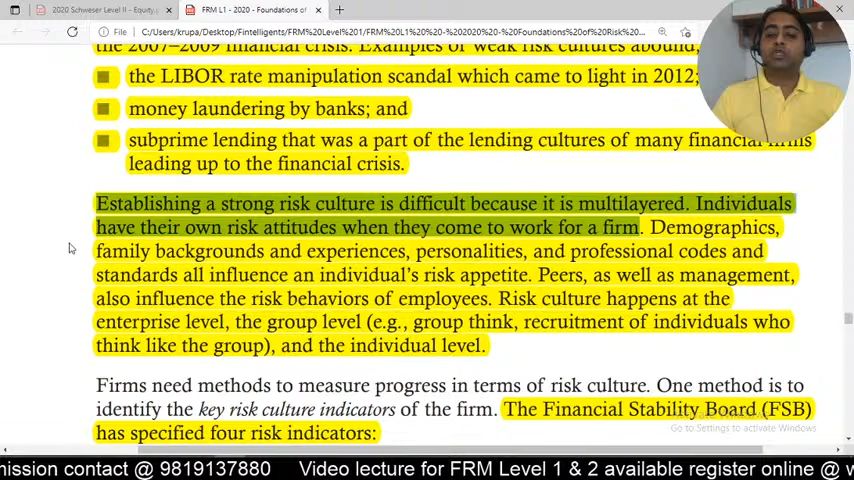 2020 Schweser Level II - Equity.
FRM L1 - 2020 - Foundations of
File
C:/Users/krupa/Desktop/Fintelligents/FRM%20Level%201/FRM%20L1%20%20-%202020%20-%20Foundations%20of%20Risk
the 2007–2009 financial crisis. Examples of weak risk cultures abound,
the LIBOR rate manipulation scandal which came to light in 2012;
money laundering by banks; and
subprime lending that was a part of the lending cultures of many financial firms
leading up to the financial crisis.
Establishing a strong risk culture is difficult because it is multilayered. Individuals
have their own risk attitudes when they come to work for a firm. Demographics,
family backgrounds and experiences, personalities, and professional codes and
standards all influence an individual's risk appetite. Peers, as well as management,
also influence the risk behaviors of employees. Risk culture happens at the
enterprise level, the group level (e.g., group think, recruitment of individuals who
think like the group), and the individual level.
Firms need methods to measure progress in terms of risk culture. One method is to
identify the key risk culture indicators of the firm. The Financial Stability Board (FSB)
Go to Settings to activate Windows
has specified four risk indicators:
mission contact @ 9819137880 Video lecture for FRM Level 1 & 2 available register online @ w